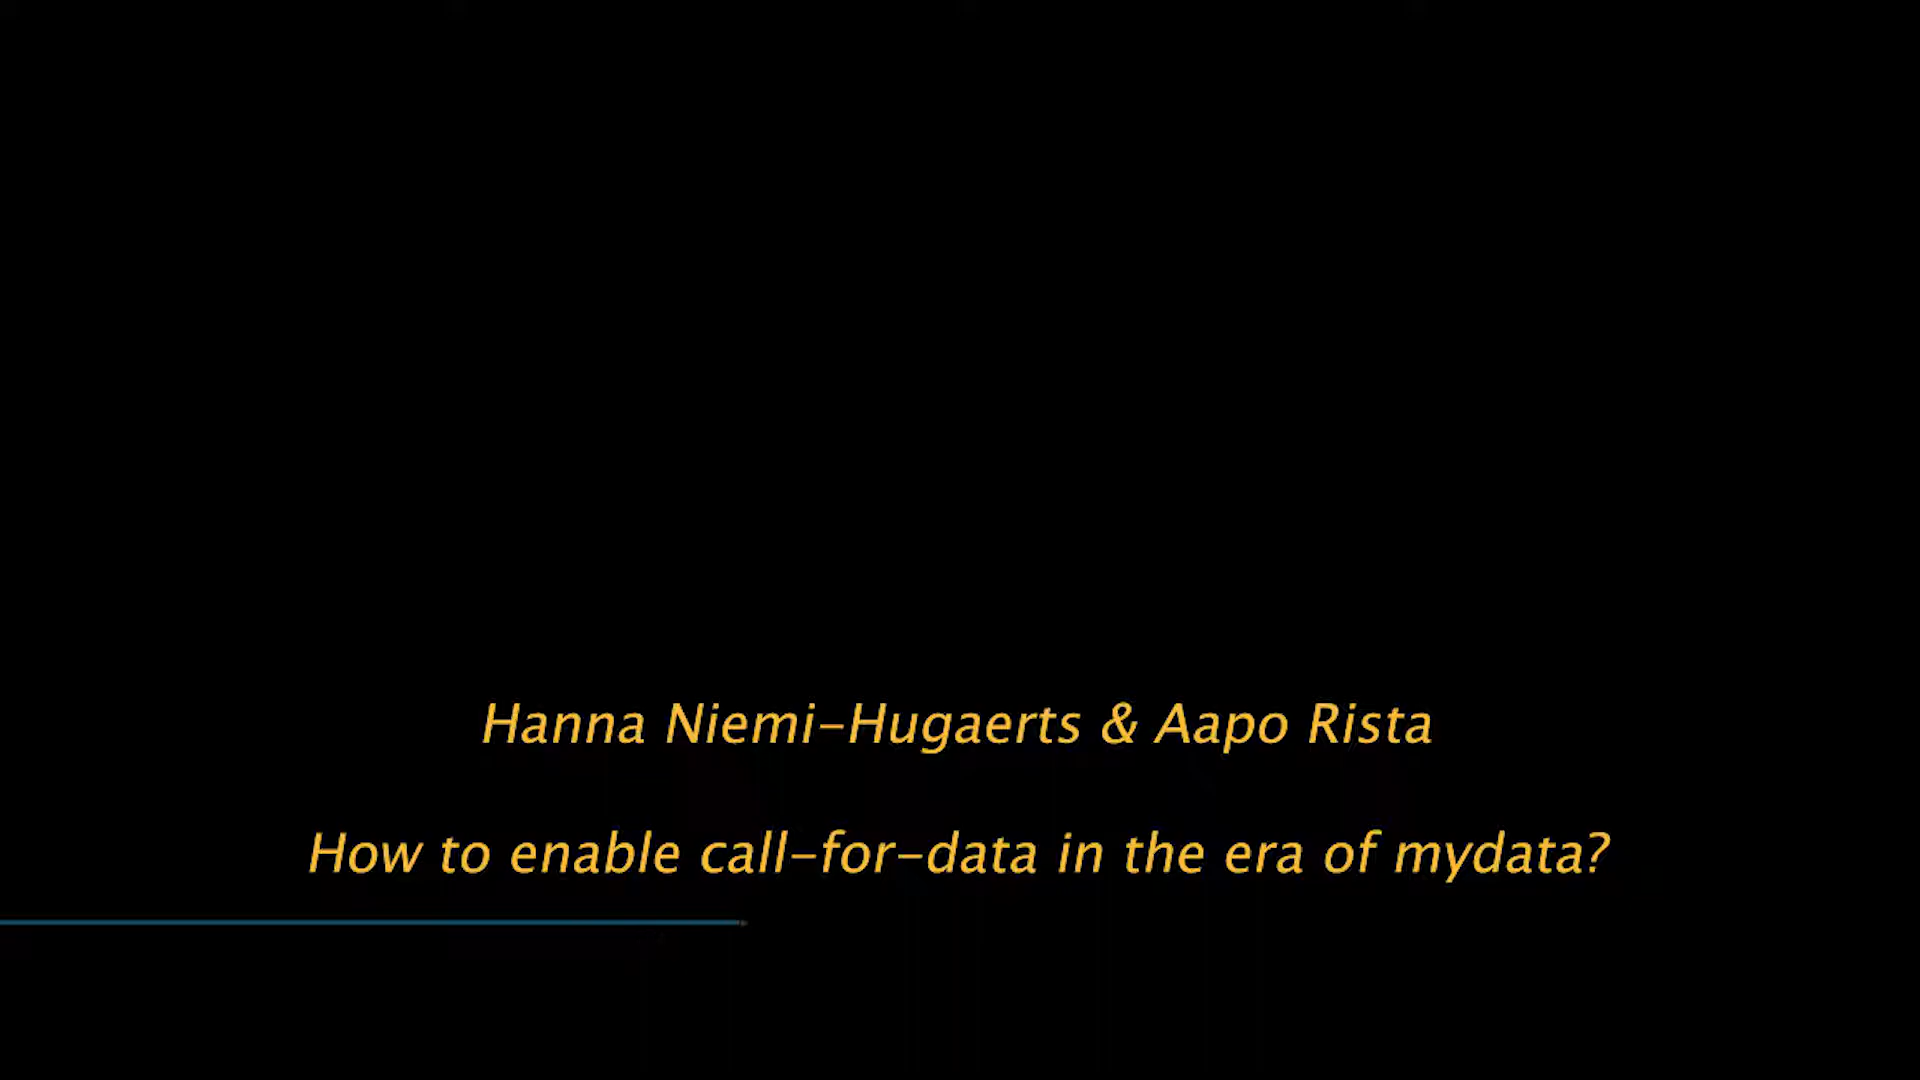 Hanna Niemi-Hugaerts & Aapo Rista
How to enable call-for-data in the era of mydata?